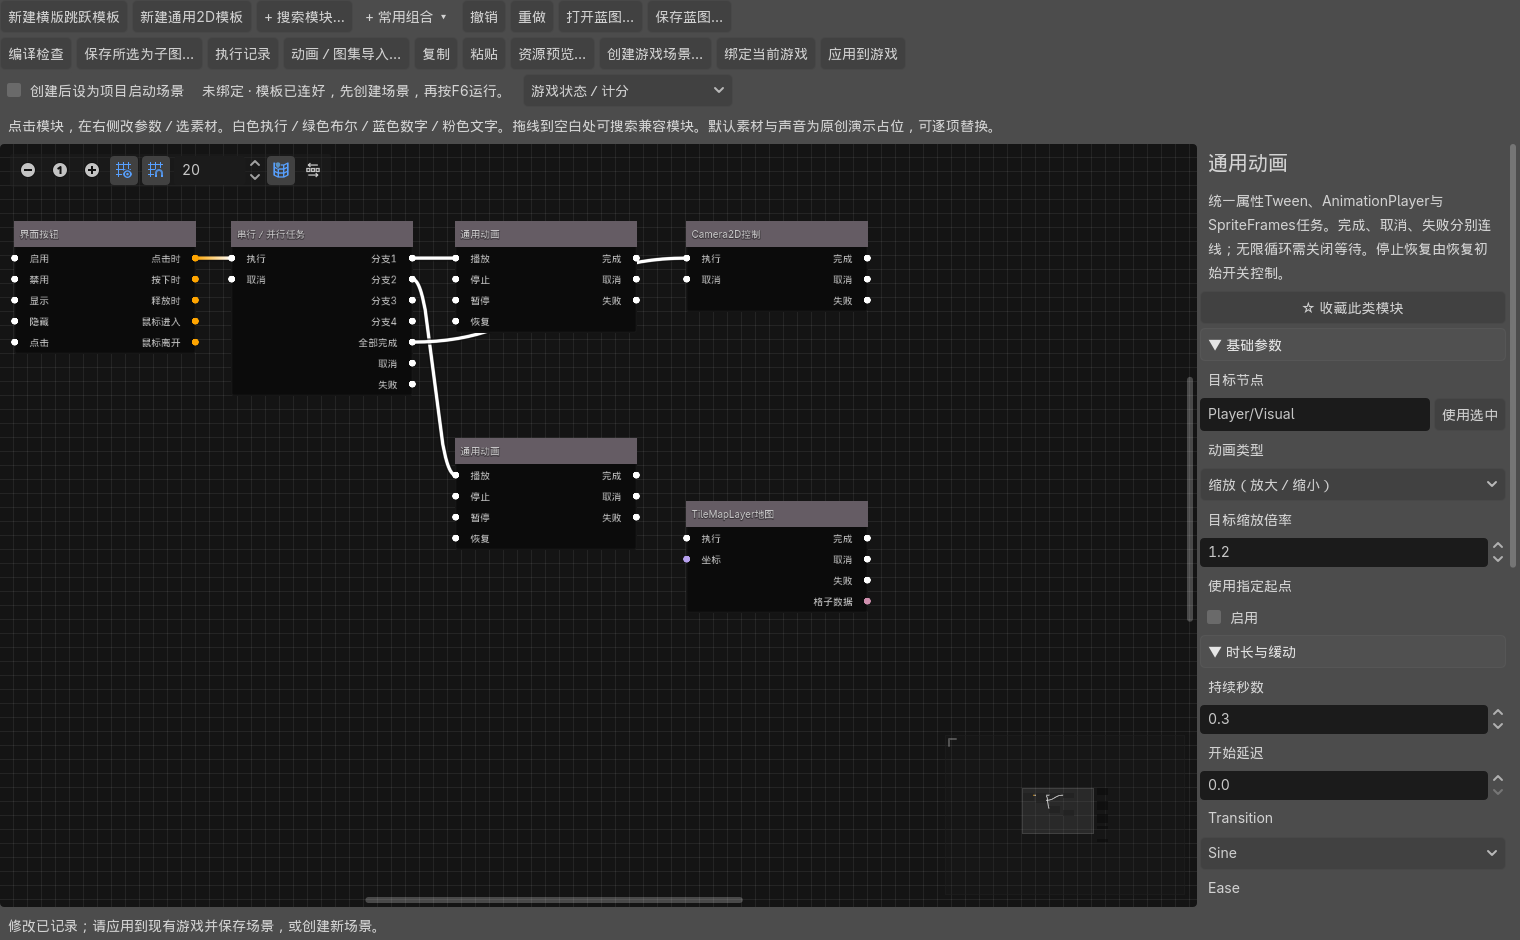 新建横版跳跃模板 新建通用2D模板 + 搜索模块... + 常用组合 撤销 重做 打开蓝图... 保存蓝图...
编译检查 保存所选为子图... 执行记录 动画 / 图集导入... 复制 粘贴 资源预览... 创建游戏场景... 绑定当前游戏 应用到游戏
创建后设为项目启动场景 未绑定 · 模板已连好，先创建场景，再按F6运行。 游戏状态 / 计分
点击模块，在右侧改参数 / 选素材。白色执行 / 绿色布尔 / 蓝色数字 / 粉色文字。拖线到空白处可搜索兼容模块。默认素材与声音为原创演示占位，可逐项替换。
20
界面按钮
启用 点击时
禁用 按下时
显示 释放时
隐藏 鼠标进入
点击 鼠标离开
串行 / 并行任务
执行 分支1
取消 分支2
分支3
分支4
全部完成
取消
失败
通用动画
播放 完成
停止 取消
暂停 失败
恢复
Camera2D控制
执行 完成
取消 取消
失败
通用动画
播放 完成
停止 取消
暂停 失败
恢复
TileMapLayer地图
执行 完成
坐标 取消
失败
格子数据
通用动画
统一属性Tween、AnimationPlayer与
SpriteFrames任务。完成、取消、失败分别连
线；无限循环需关闭等待。停止恢复由恢复初
始开关控制。
☆ 收藏此类模块
▼ 基础参数
目标节点
Player/Visual 使用选中
动画类型
缩放（放大 / 缩小）
目标缩放倍率
1.2
使用指定起点
启用
▼ 时长与缓动
持续秒数
0.3
开始延迟
0.0
Transition
Sine
Ease
修改已记录；请应用到现有游戏并保存场景，或创建新场景。